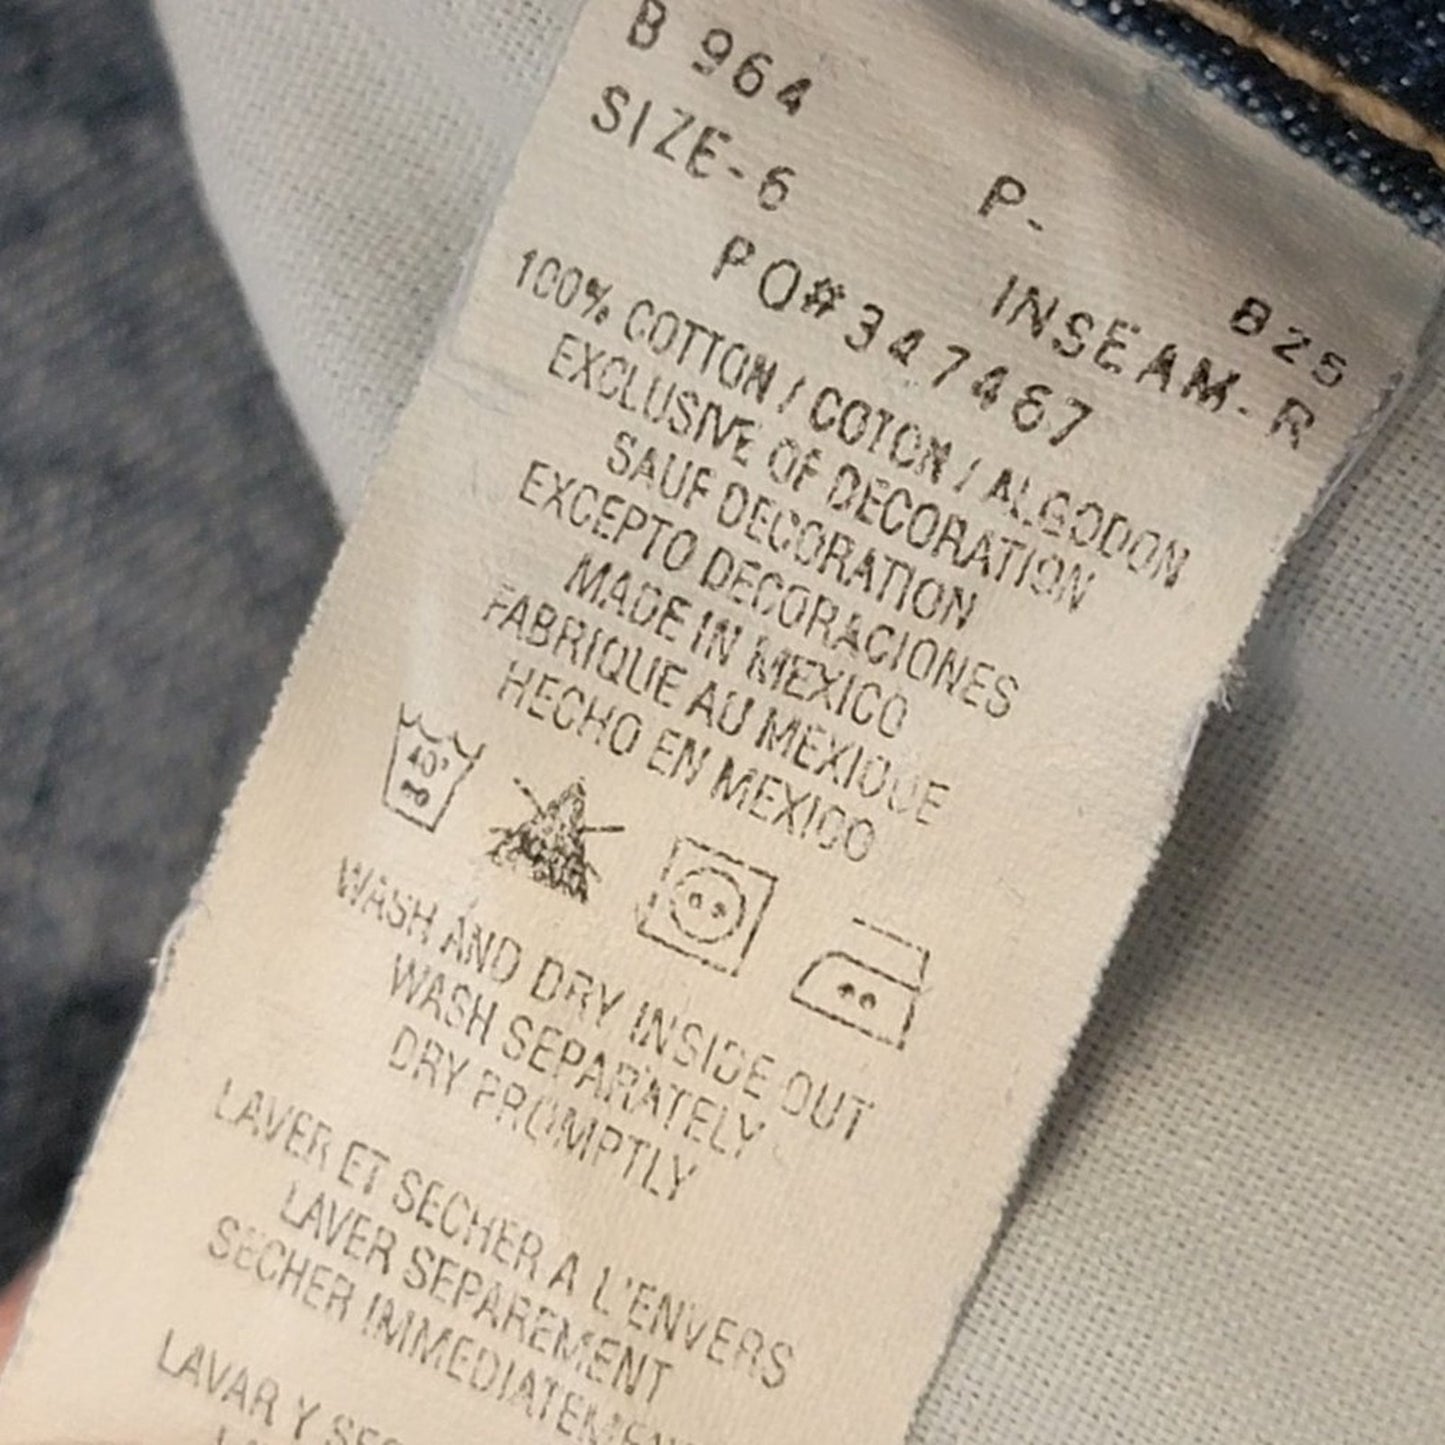 B 964
SIZE-6 P- B25
PO#347467 INSEAM-R
100% COTTON / COTON / ALGODON
EXCLUSIVE OF DECORATION
SAUF DECORATION
EXCEPTO DECORACIONES
MADE IN MEXICO
FABRIQUE AU MEXIQUE
HECHO EN MEXICO
40°
WASH AND DRY INSIDE OUT
WASH SEPARATELY
DRY PROMPTLY
LAVER ET SECHER A L'ENVERS
LAVER SEPAREMENT
SECHER IMMEDIATEMENT
LAVAR Y SEC